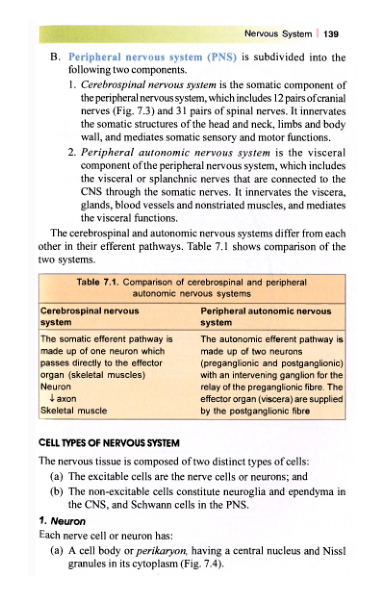 Nervous System | 139
B. Peripheral nervous system (PNS) is subdivided into the
following two components.
1. Cerebrospinal nervous system is the somatic component of
the peripheral nervous system, which includes 12 pairs of cranial
nerves (Fig. 7.3) and 31 pairs of spinal nerves. It innervates
the somatic structures of the head and neck, limbs and body
wall, and mediates somatic sensory and motor functions.
2. Peripheral autonomic nervous system is the visceral
component of the peripheral nervous system, which includes
the visceral or splanchnic nerves that are connected to the
CNS through the somatic nerves. It innervates the viscera,
glands, blood vessels and nonstriated muscles, and mediates
the visceral functions.
The cerebrospinal and autonomic nervous systems differ from each
other in their efferent pathways. Table 7.1 shows comparison of the
two systems.
Table 7.1. Comparison of cerebrospinal and peripheral
autonomic nervous systems
Cerebrospinal nervous
system
The somatic efferent pathway is
made up of one neuron which
passes directly to the effector
organ (skeletal muscles)
Neuron
↓ axon
Skeletal muscle
Peripheral autonomic nervous
system
The autonomic efferent pathway is
made up of two neurons
(preganglionic and postganglionic)
with an intervening ganglion for the
relay of the preganglionic fibre. The
effector organ (viscera) are supplied
by the postganglionic fibre
CELL TYPES OF NERVOUS SYSTEM
The nervous tissue is composed of two distinct types of cells:
(a) The excitable cells are the nerve cells or neurons; and
(b) The non-excitable cells constitute neuroglia and ependyma in
the CNS, and Schwann cells in the PNS.
1. Neuron
Each nerve cell or neuron has:
(a) A cell body or perikaryon, having a central nucleus and Nissl
granules in its cytoplasm (Fig. 7.4).